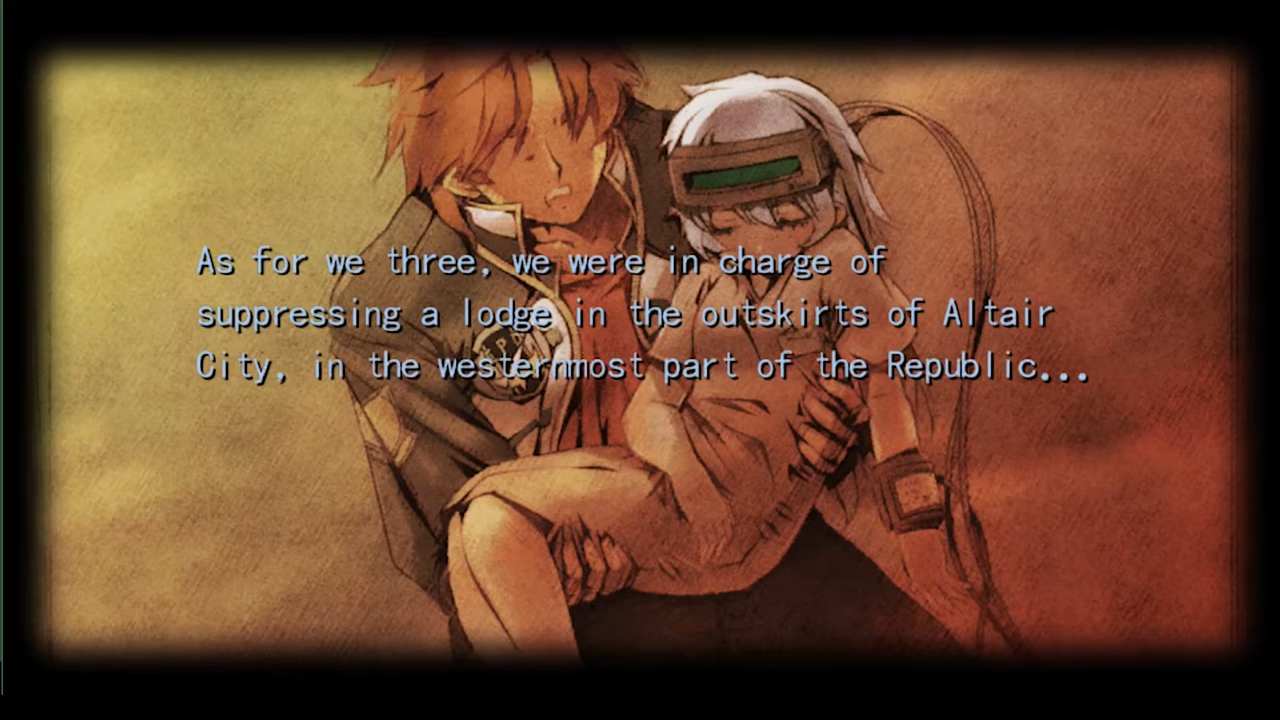 As for we three, we were in charge of
suppressing a lodge in the outskirts of Altair
City, in the westernmost part of the Republic...